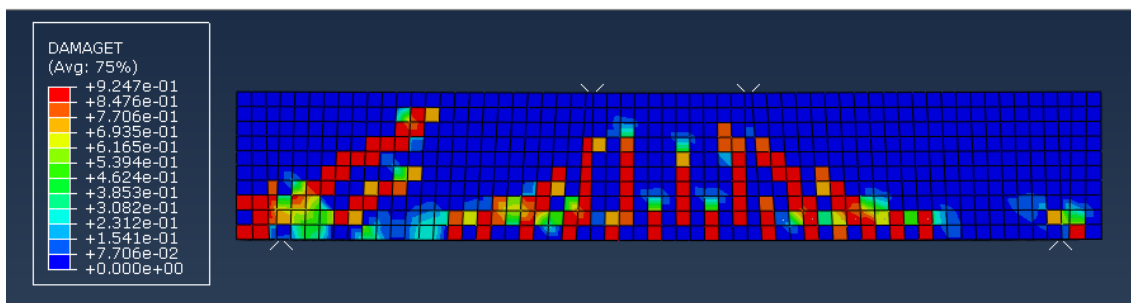 DAMAGET
(Avg: 75%)
+9.247e-01
+8.476e-01
+7.706e-01
+6.935e-01
+6.165e-01
+5.394e-01
+4.624e-01
+3.853e-01
+3.082e-01
+2.312e-01
+1.541e-01
+7.706e-02
+0.000e+00